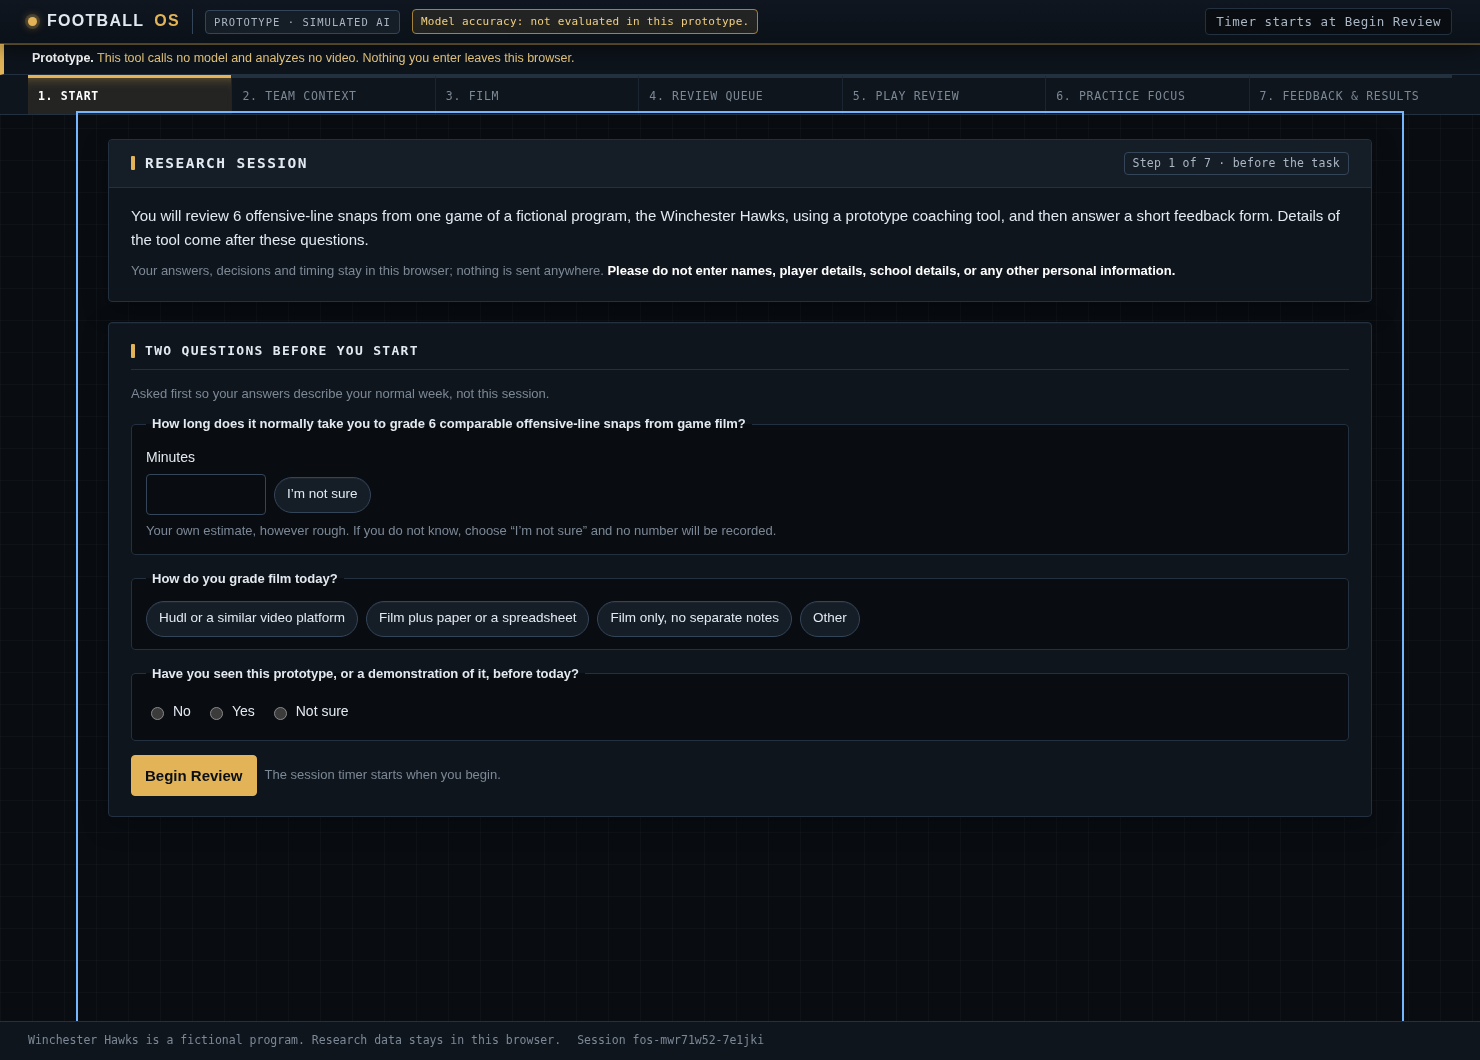 FOOTBALL OS
PROTOTYPE · SIMULATED AI
Model accuracy: not evaluated in this prototype.
Timer starts at Begin Review
Prototype. This tool calls no model and analyzes no video. Nothing you enter leaves this browser.
1. START
2. TEAM CONTEXT
3. FILM
4. REVIEW QUEUE
5. PLAY REVIEW
6. PRACTICE FOCUS
7. FEEDBACK & RESULTS
RESEARCH SESSION
Step 1 of 7 · before the task
You will review 6 offensive-line snaps from one game of a fictional program, the Winchester Hawks, using a prototype coaching tool, and then answer a short feedback form. Details of
the tool come after these questions.
Your answers, decisions and timing stay in this browser; nothing is sent anywhere. Please do not enter names, player details, school details, or any other personal information.
TWO QUESTIONS BEFORE YOU START
Asked first so your answers describe your normal week, not this session.
How long does it normally take you to grade 6 comparable offensive-line snaps from game film?
Minutes
I'm not sure
Your own estimate, however rough. If you do not know, choose “I'm not sure” and no number will be recorded.
How do you grade film today?
Hudl or a similar video platform
Film plus paper or a spreadsheet
Film only, no separate notes
Other
Have you seen this prototype, or a demonstration of it, before today?
No
Yes
Not sure
Begin Review
The session timer starts when you begin.
Winchester Hawks is a fictional program. Research data stays in this browser. Session fos-mwr71w52-7e1jki